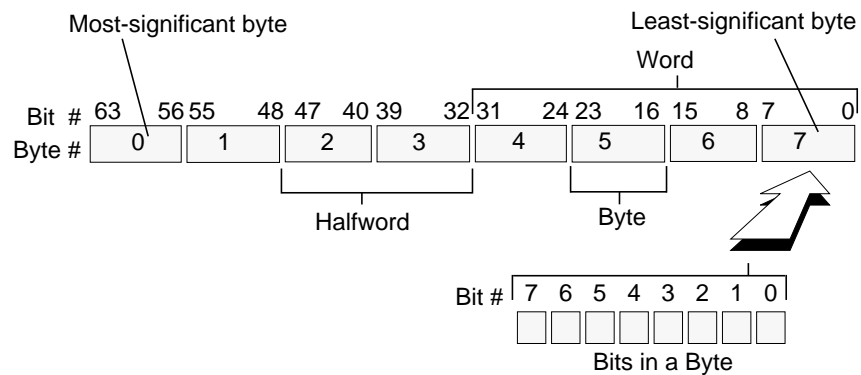 Most-significant byte Least-significant byte
Word
Bit # 63 56 55 48 47 40 39 32 31 24 23 16 15 8 7 0
Byte # 0 1 2 3 4 5 6 7
Halfword Byte
Bit # 7 6 5 4 3 2 1 0
Bits in a Byte